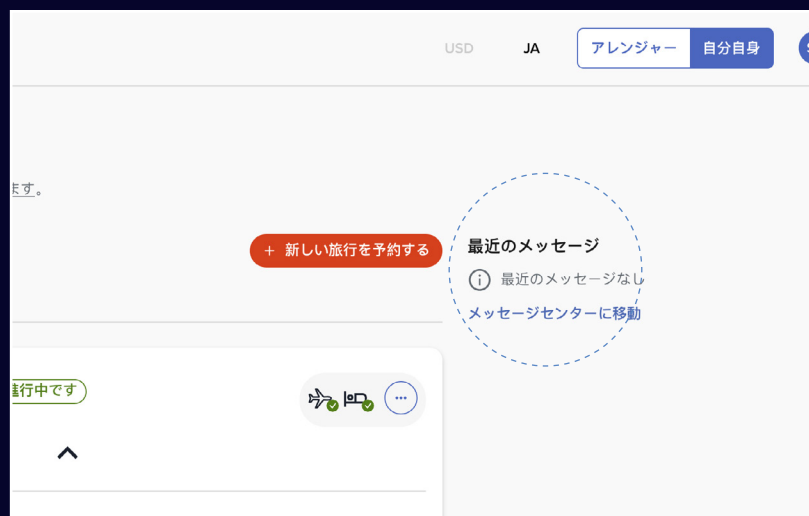 USD
JA
アレンジャー
自分自身
ます。
+ 新しい旅行を予約する
最近のメッセージ
最近のメッセージなし
メッセージセンターに移動
進行中です